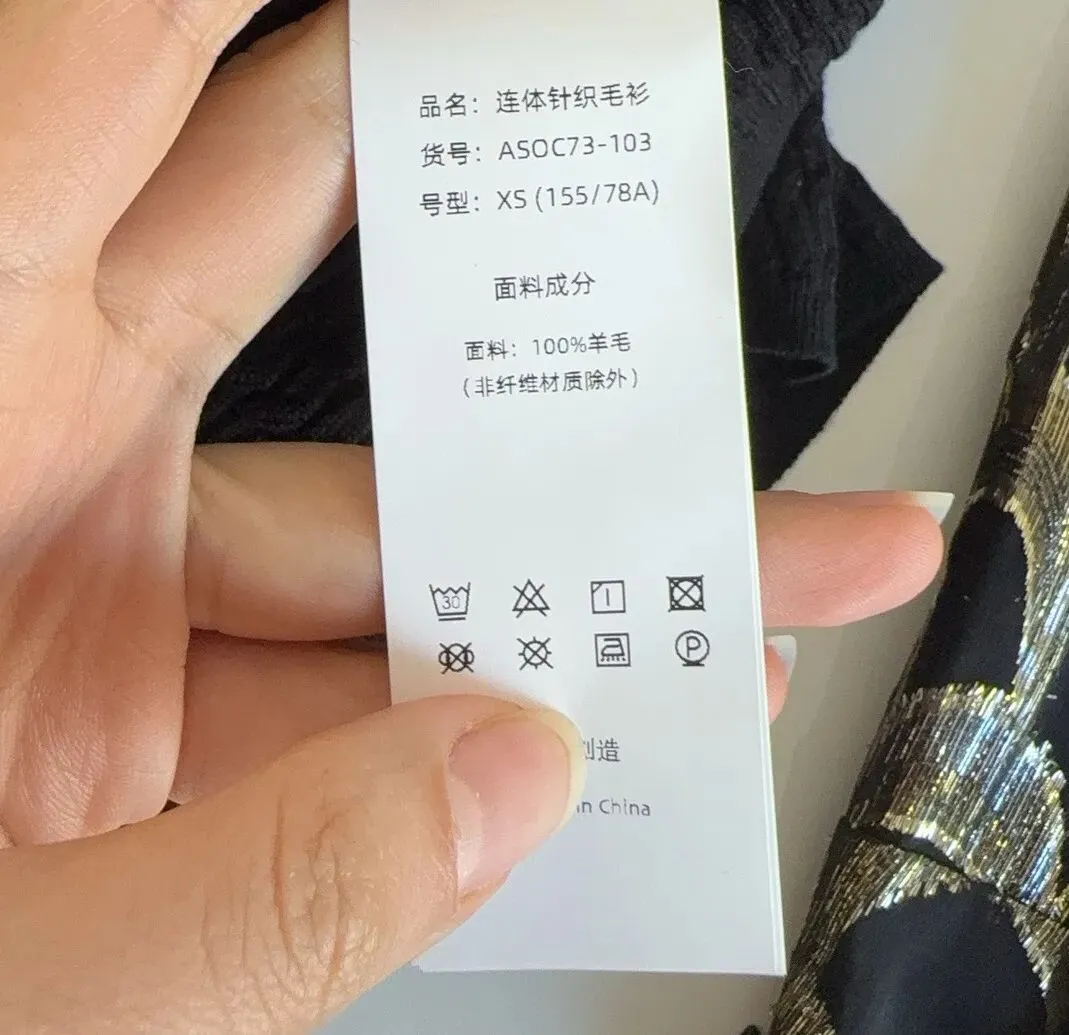 品名：连体针织毛衫
货号：ASOC73-103
号型：XS (155/78A)
面料成分
面料：100%羊毛
（非纤维材质除外）
30
P
造
in China